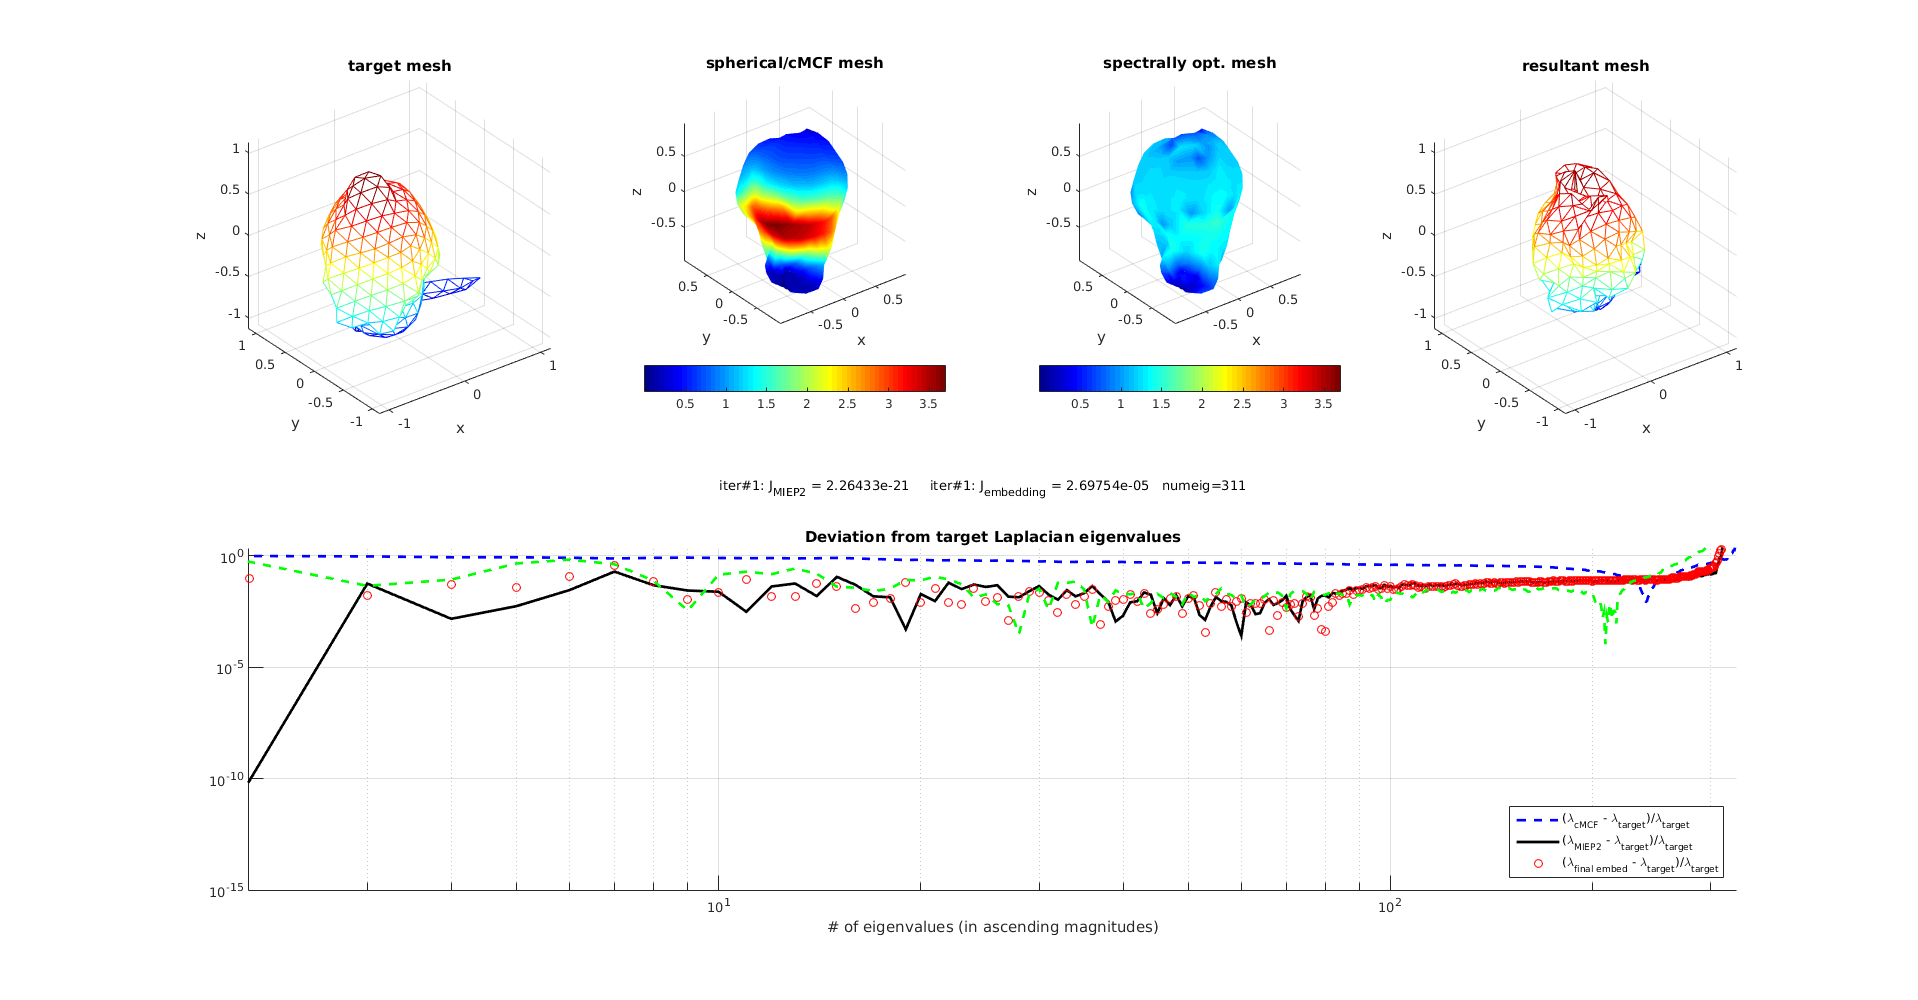 target mesh
spherical/cMCF mesh
spectrally opt. mesh
resultant mesh
1
0.5
0
-0.5
-1
z
1
0.5
0
-0.5
-1
y
-1
0
1
x
0.5
0
-0.5
z
0.5
0
-0.5
y
-0.5
0
0.5
x
0.5 1 1.5 2 2.5 3 3.5
0.5
0
-0.5
z
0.5
0
-0.5
y
-0.5
0
0.5
x
0.5 1 1.5 2 2.5 3 3.5
1
0.5
0
-0.5
-1
z
1
0.5
0
-0.5
-1
y
-1
0
1
x
iter#1: J_MIEP2 = 2.26433e-21 iter#1: J_embedding = 2.69754e-05 numeig=311
Deviation from target Laplacian eigenvalues
10^0
10^-5
10^-10
10^-15
10^1 10^2
# of eigenvalues (in ascending magnitudes)
(λ_cMCF - λ_target)/λ_target
(λ_MIEP2 - λ_target)/λ_target
(λ_final embed - λ_target)/λ_target